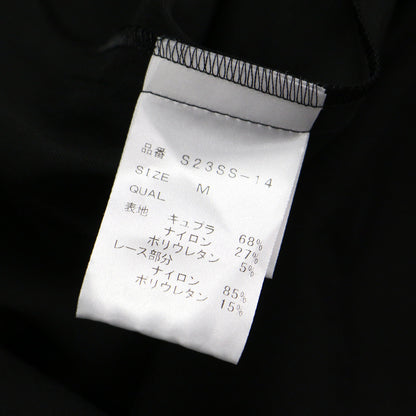 品番 S23SS-14
SIZE M
QUAL
表地 キュプラ 68%
ナイロン 27%
ポリウレタン 5%
レース部分
ナイロン 85%
ポリウレタン 15%